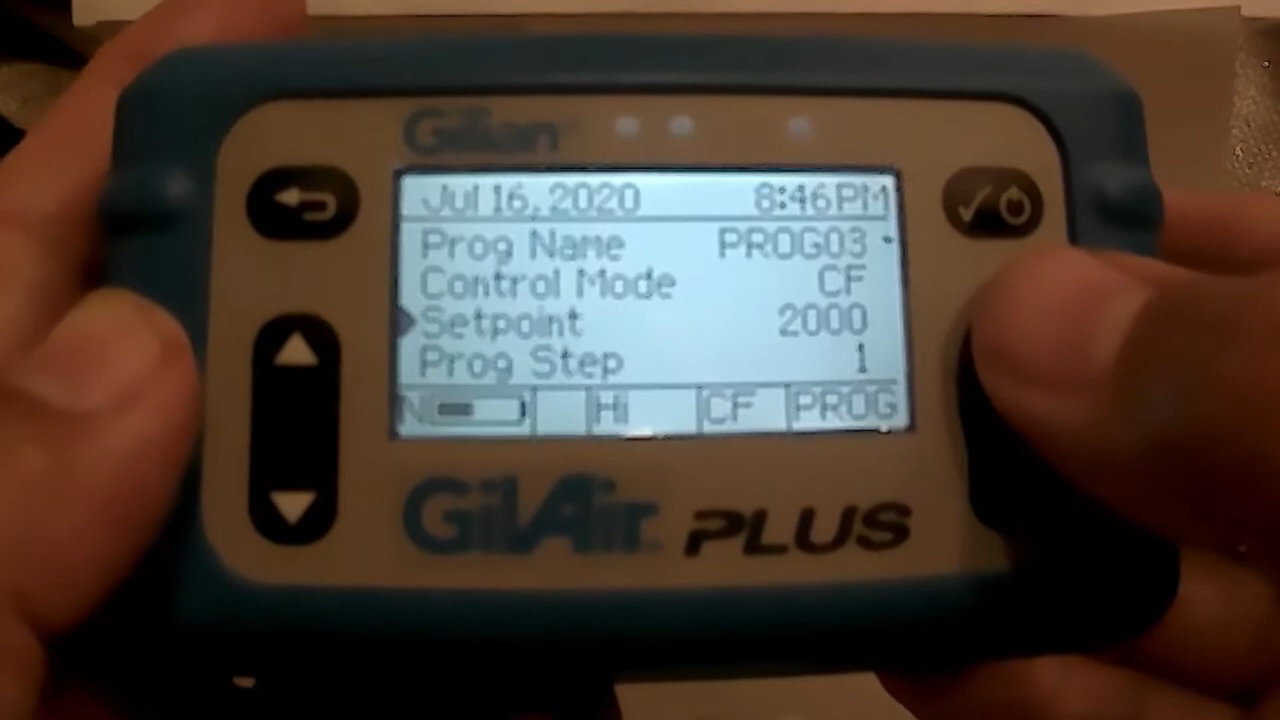 Gilian
Jul 16, 2020 8:46PM
Prog Name PROG03
Control Mode CF
Setpoint 2000
Prog Step 1
N Hi CF PROG
GilAir PLUS